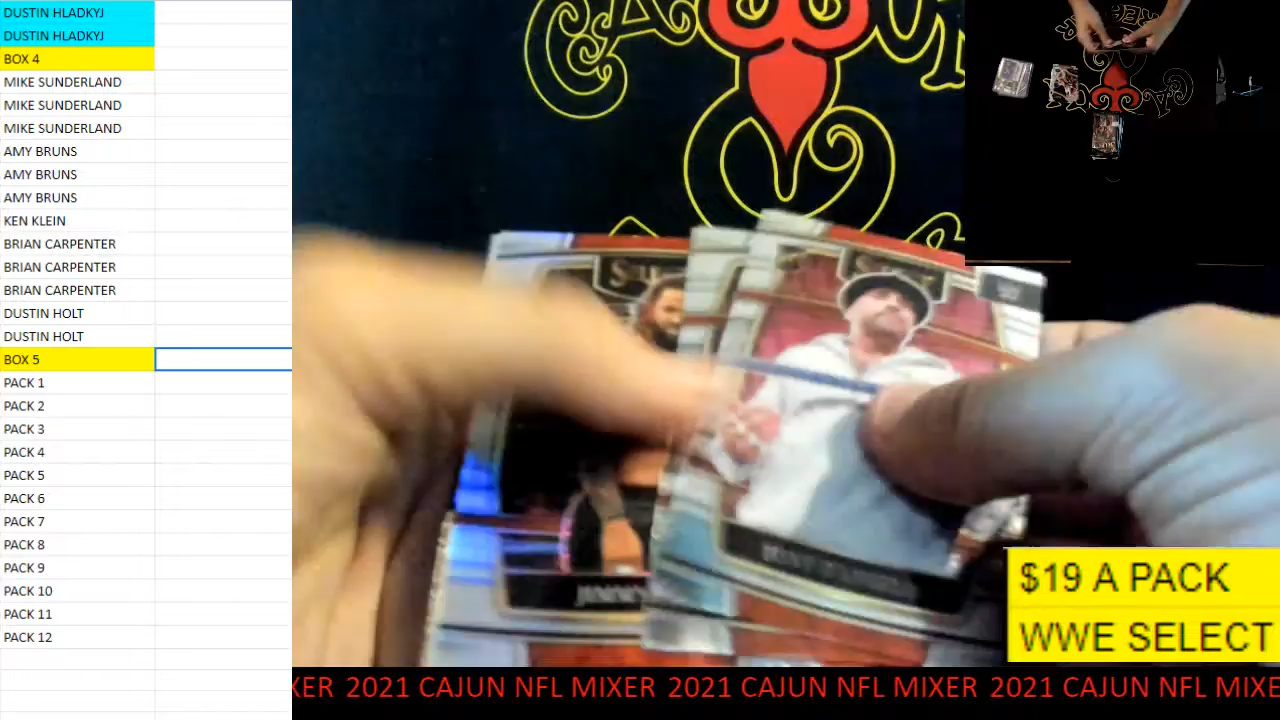 DUSTIN HLADKYJ
DUSTIN HLADKYJ
BOX 4
MIKE SUNDERLAND
MIKE SUNDERLAND
MIKE SUNDERLAND
AMY BRUNS
AMY BRUNS
AMY BRUNS
KEN KLEIN
BRIAN CARPENTER
BRIAN CARPENTER
BRIAN CARPENTER
DUSTIN HOLT
DUSTIN HOLT
BOX 5
PACK 1
PACK 2
PACK 3
PACK 4
PACK 5
PACK 6
PACK 7
PACK 8
PACK 9
PACK 10
PACK 11
PACK 12
$19 A PACK
WWE SELECT
XER 2021 CAJUN NFL MIXER 2021 CAJUN NFL MIXER 2021 CAJUN NFL MIXE